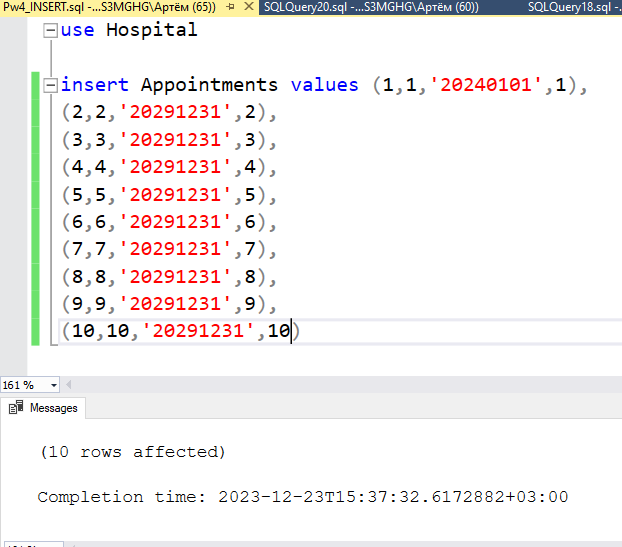 Pw4_INSERT.sql -...S3MGHG\Артём (65)) SQLQuery20.sql -...S3MGHG\Артём (60)) SQLQuery18.sql -.
use Hospital
insert Appointments values (1,1,'20240101',1),
(2,2,'20291231',2),
(3,3,'20291231',3),
(4,4,'20291231',4),
(5,5,'20291231',5),
(6,6,'20291231',6),
(7,7,'20291231',7),
(8,8,'20291231',8),
(9,9,'20291231',9),
(10,10,'20291231',10)
161 %
Messages
(10 rows affected)
Completion time: 2023-12-23T15:37:32.6172882+03:00